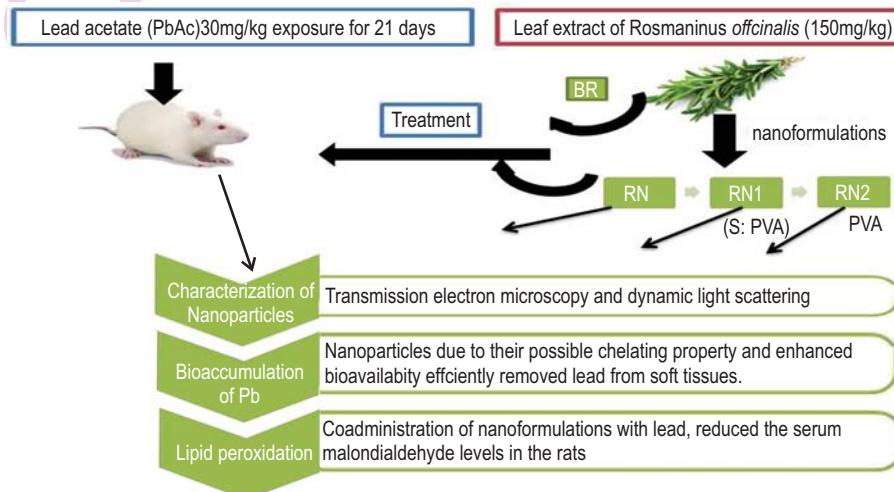 Lead acetate (PbAc)30mg/kg exposure for 21 days
Leaf extract of Rosmaninus offcinalis (150mg/kg)
BR
Treatment
nanoformulations
RN
RN1
RN2
(S: PVA)
PVA
Characterization of
Nanoparticles
Transmission electron microscopy and dynamic light scattering
Bioaccumulation
of Pb
Nanoparticles due to their possible chelating property and enhanced
bioavailabity effciently removed lead from soft tissues.
Lipid peroxidation
Coadministration of nanoformulations with lead, reduced the serum
malondialdehyde levels in the rats